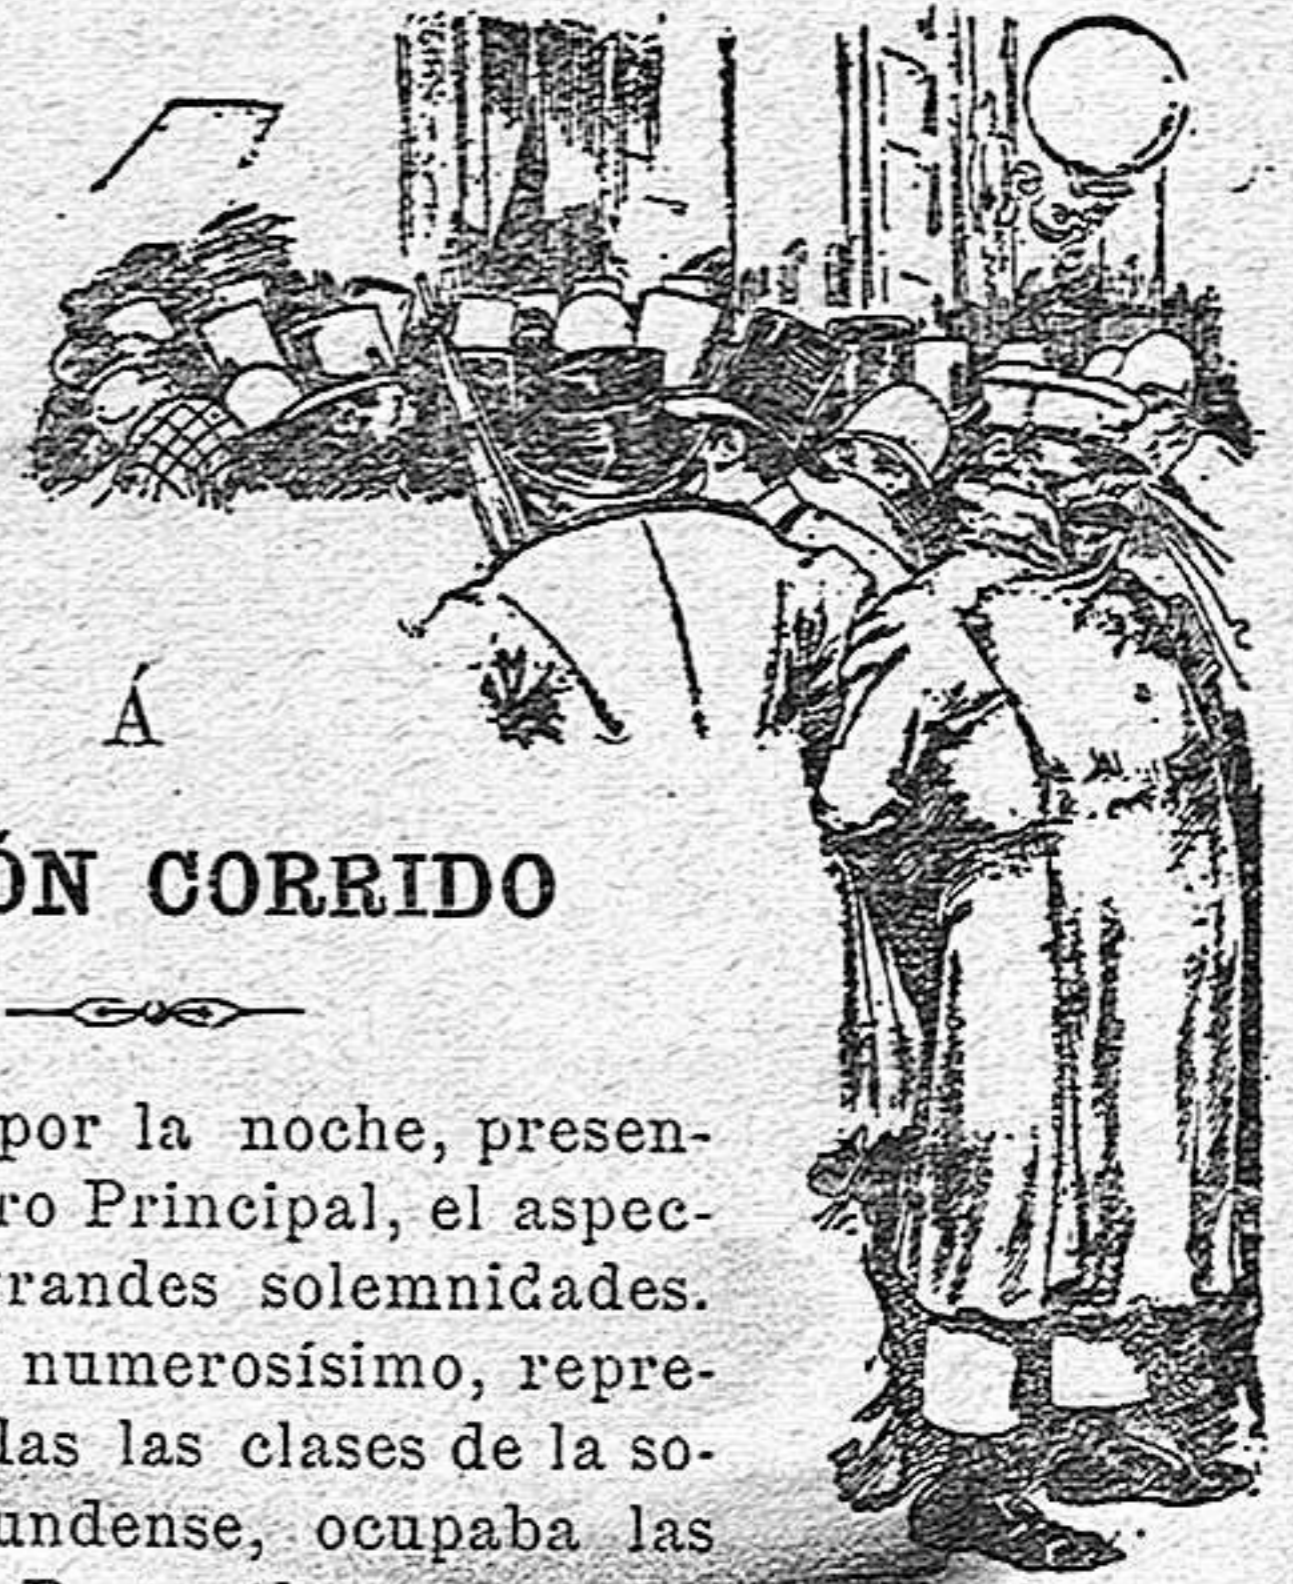 Á
ÓN CORRIDO
por la noche, presen-
ro Principal, el aspec-
randes solemnidades.
numerosísimo, repre-
las las clases de la so-
undense, ocupaba las